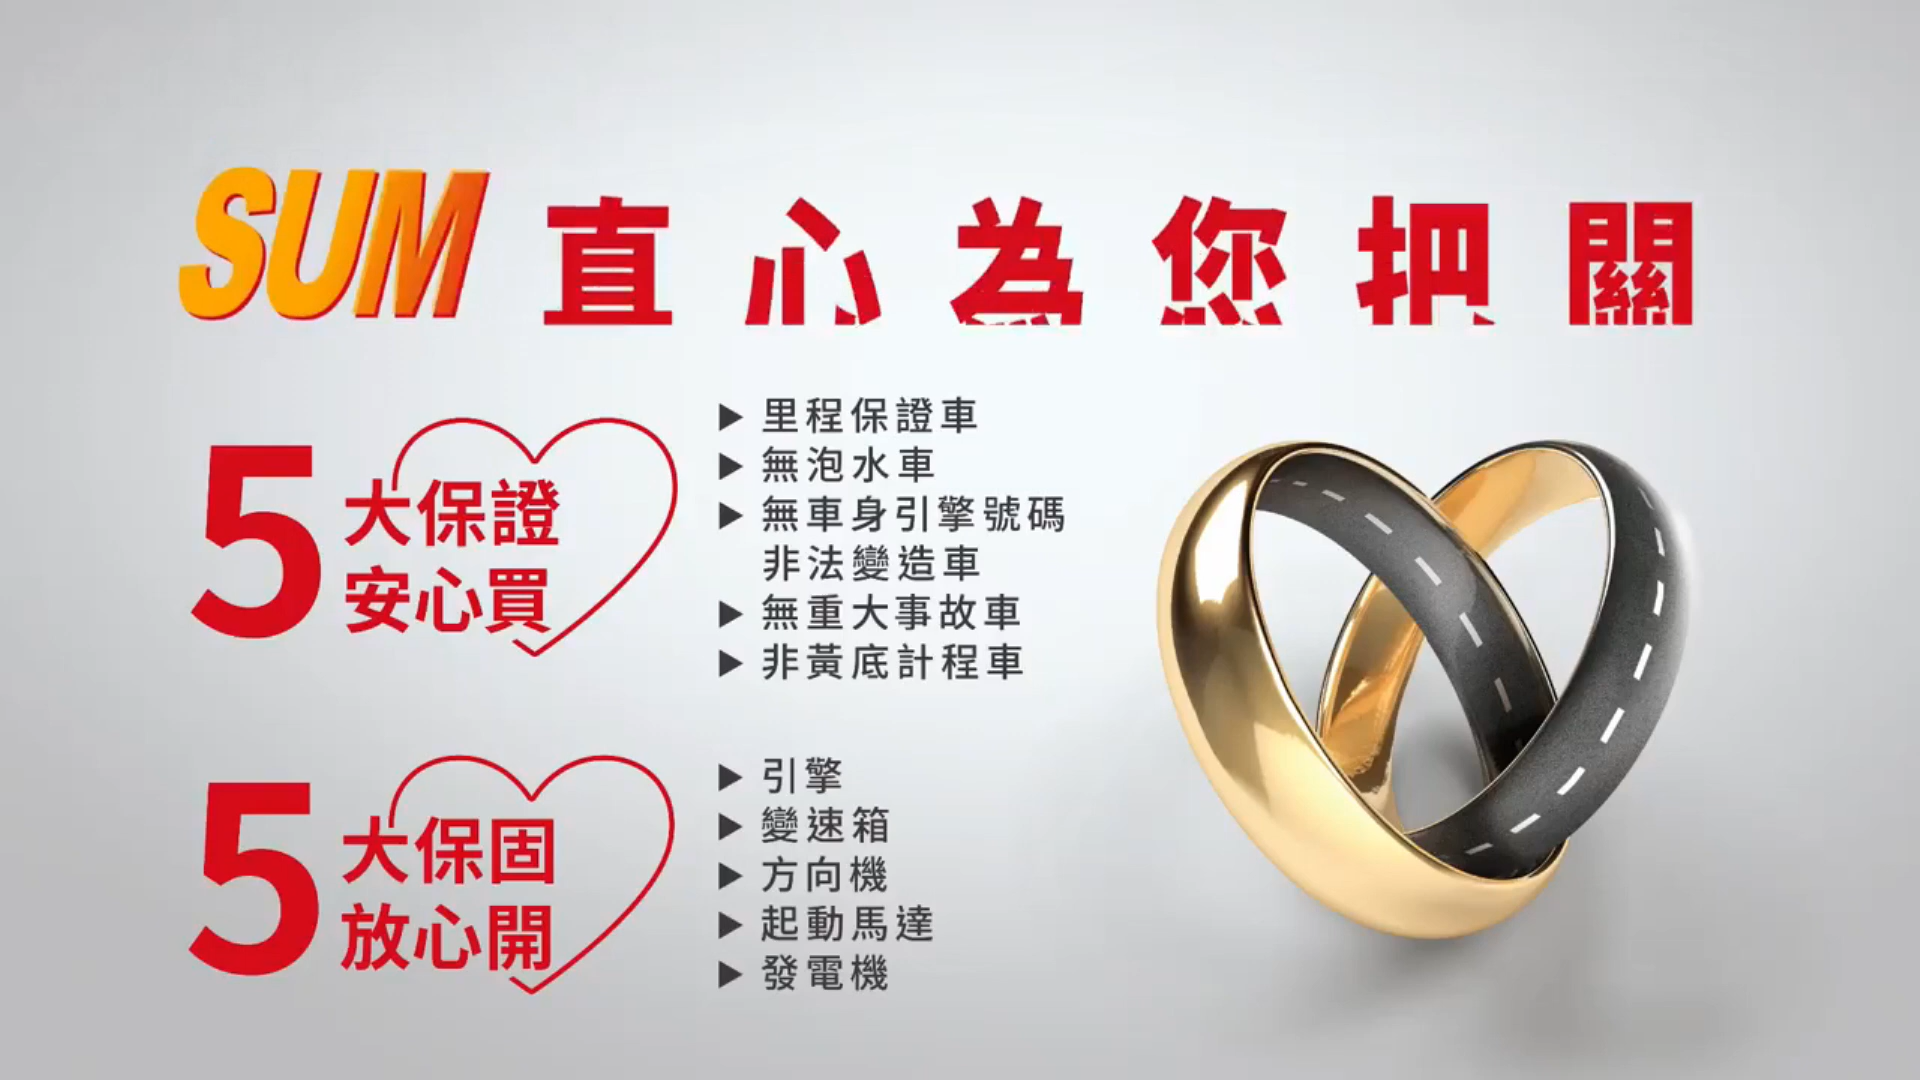 SUM 直心為您把關
5大保證
安心買
▶ 里程保證車
▶ 無泡水車
▶ 無車身引擎號碼
非法變造車
▶ 無重大事故車
▶ 非黃底計程車
5大保固
放心開
▶ 引擎
▶ 變速箱
▶ 方向機
▶ 起動馬達
▶ 發電機